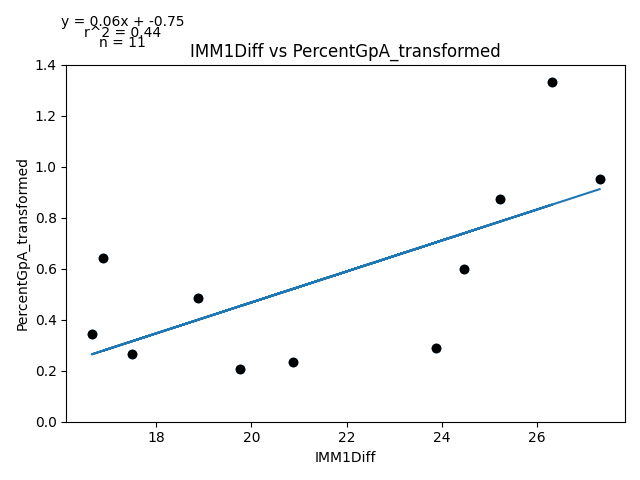 y = 0.06x + -0.75
r^2 = 0.44
n = 11
IMM1Diff vs PercentGpA_transformed
1.4
1.2
1.0
0.8
0.6
0.4
0.2
0.0
PercentGpA_transformed
18 20 22 24 26
IMM1Diff